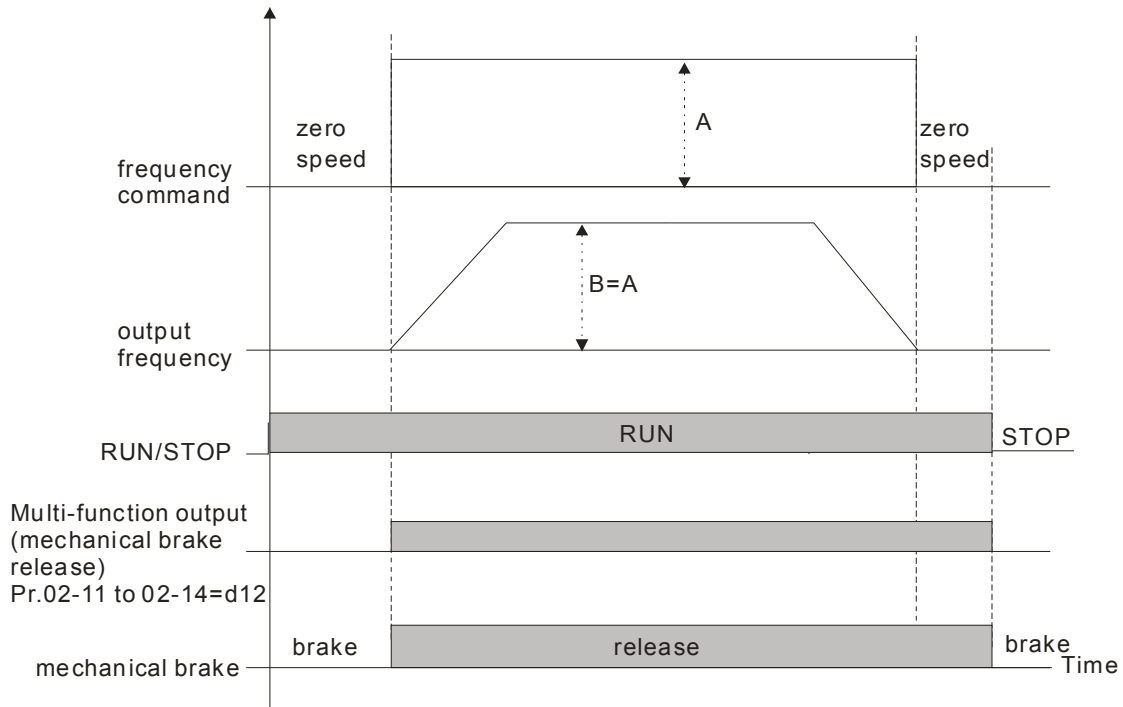 zero
speed
A
zero
speed
frequency
command
B=A
output
frequency
RUN
RUN/STOP
STOP
Multi-function output
(mechanical brake
release)
Pr.02-11 to 02-14=d12
brake
release
brake
mechanical brake
Time